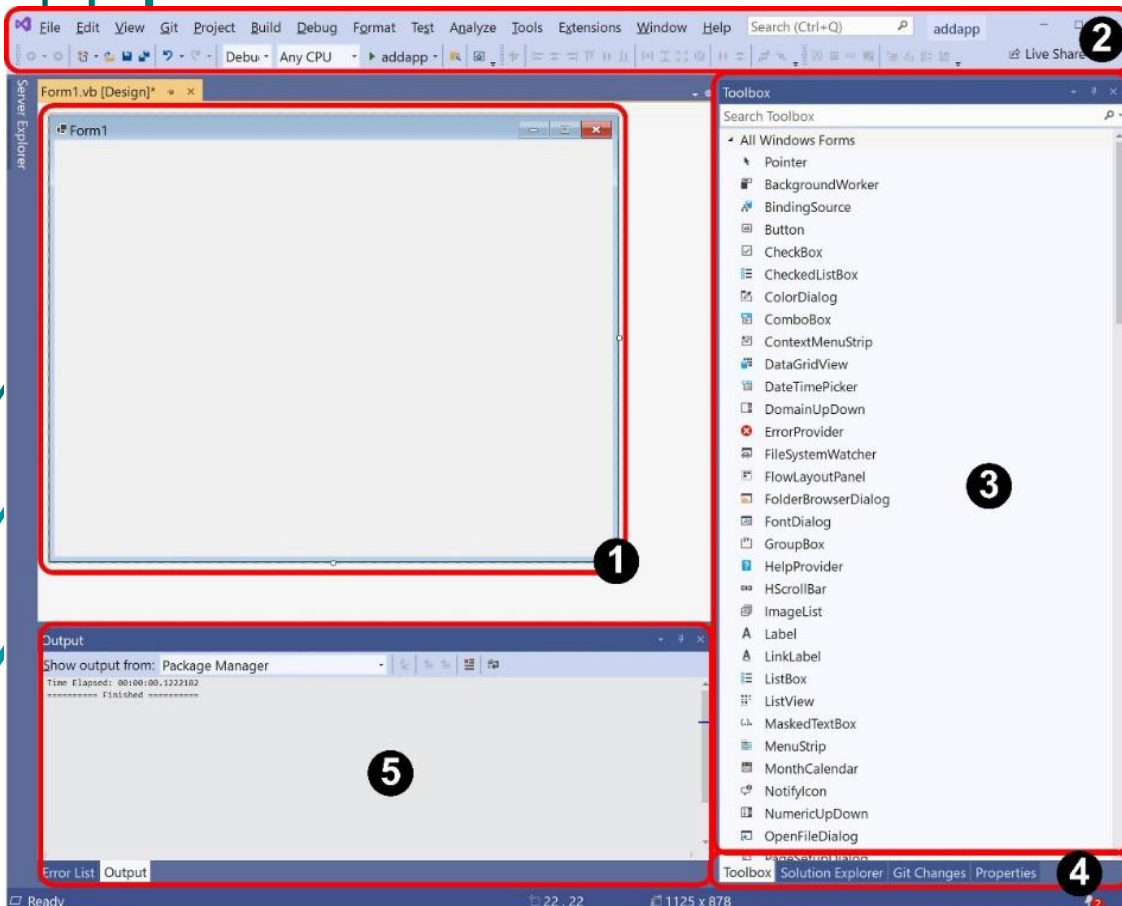 File Edit View Git Project Build Debug Format Test Analyze Tools Extensions Window Help Search (Ctrl+Q) addapp
2
Debu Any CPU addapp Live Share
Server Explorer
Form1.vb [Design]*
Form1
1
Toolbox
Search Toolbox
All Windows Forms
Pointer
BackgroundWorker
BindingSource
Button
CheckBox
CheckedListBox
ColorDialog
ComboBox
ContextMenuStrip
DataGridView
DateTimePicker
DomainUpDown
ErrorProvider
FileSystemWatcher
FlowLayoutPanel
FolderBrowserDialog
FontDialog
GroupBox
HelpProvider
HScrollBar
ImageList
Label
LinkLabel
ListBox
ListView
MaskedTextBox
MenuStrip
MonthCalendar
NotifyIcon
NumericUpDown
OpenFileDialog
PageSetupDialog
3
Output
Show output from: Package Manager
Time Elapsed: 00:00:00.1222182
========== Finished ==========
5
Error List Output
Toolbox Solution Explorer Git Changes Properties
4
Ready 22 , 22 1125 x 878 2